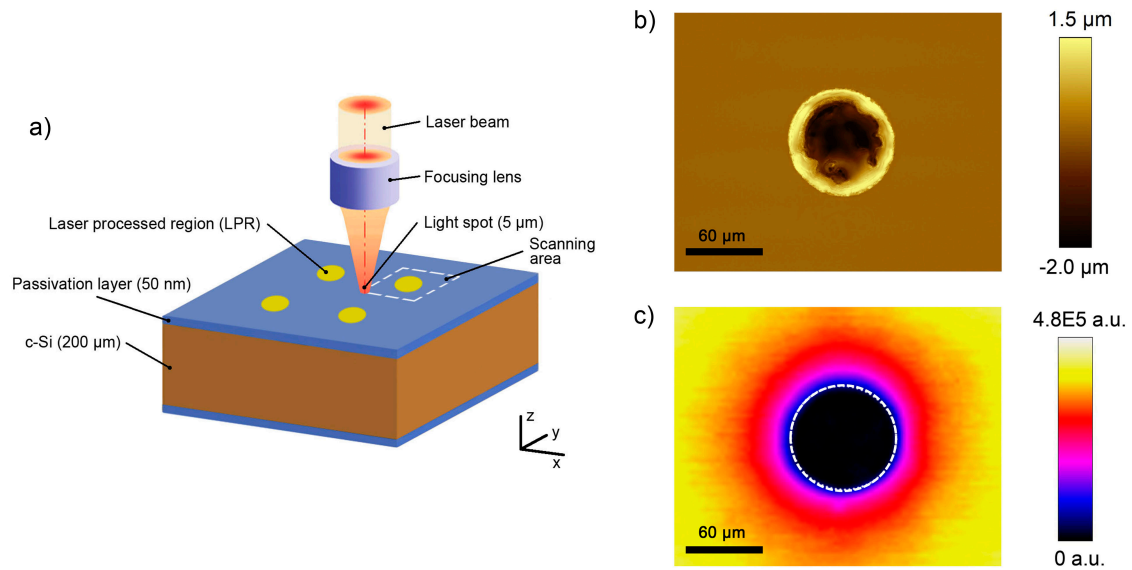 a)
Laser beam
Focusing lens
Laser processed region (LPR)
Light spot (5 µm)
Scanning
area
Passivation layer (50 nm)
c-Si (200 µm)
z
y
x
b)
60 µm
1.5 µm
-2.0 µm
c)
60 µm
4.8E5 a.u.
0 a.u.